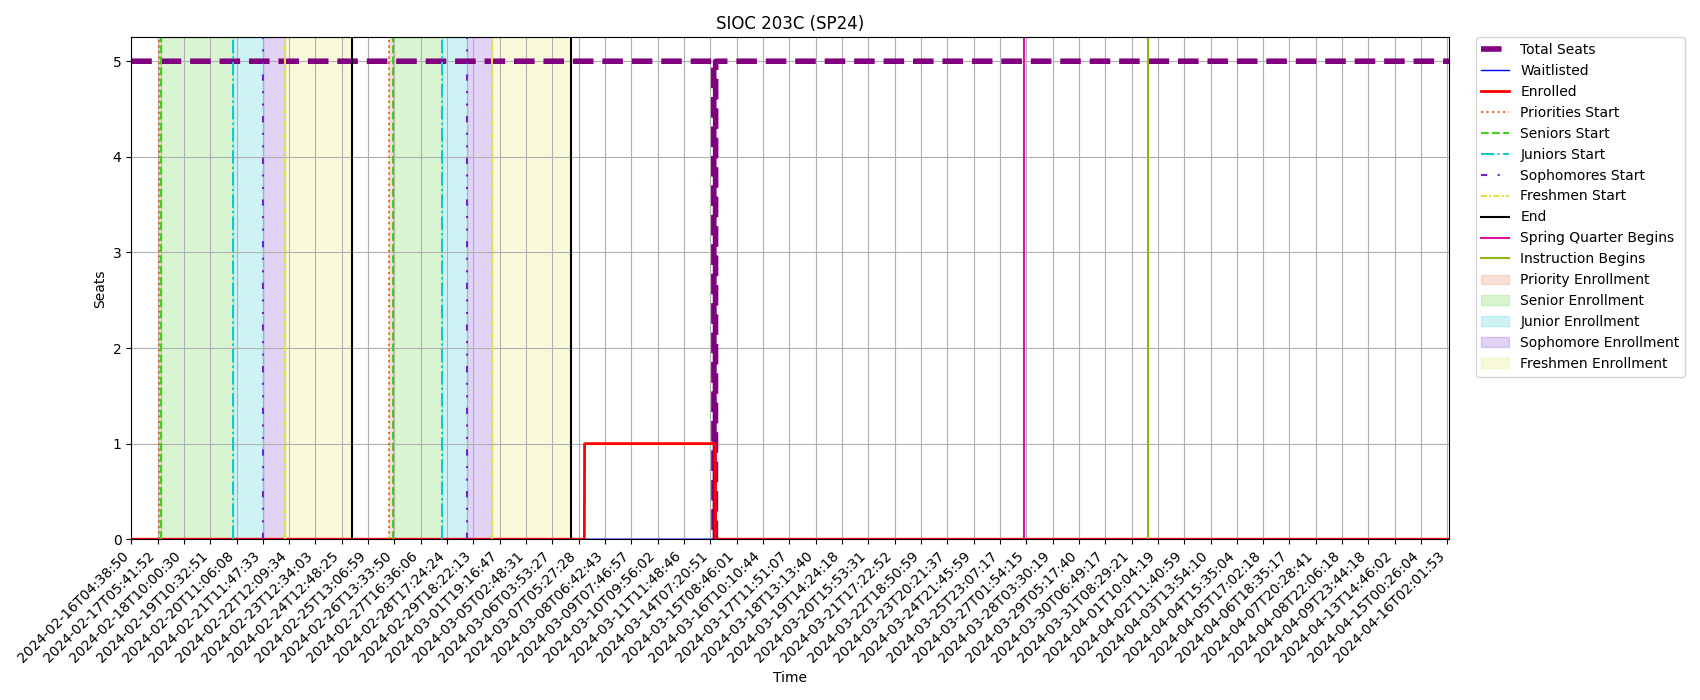 SIOC 203C (SP24)
Seats
5
4
3
2
1
0
2024-02-16T04:38:50
2024-02-17T05:41:52
2024-02-18T10:00:30
2024-02-19T10:32:51
2024-02-20T11:06:08
2024-02-21T11:47:33
2024-02-22T12:09:34
2024-02-23T12:34:03
2024-02-24T12:48:25
2024-02-25T13:06:59
2024-02-26T13:33:50
2024-02-27T16:36:06
2024-02-28T17:24:24
2024-02-29T18:22:13
2024-03-01T19:16:47
2024-03-05T02:48:31
2024-03-06T03:53:27
2024-03-07T05:27:28
2024-03-08T06:42:43
2024-03-09T07:46:57
2024-03-10T09:56:02
2024-03-11T11:48:46
2024-03-14T07:20:51
2024-03-15T08:46:01
2024-03-16T10:10:44
2024-03-17T11:51:07
2024-03-18T13:13:40
2024-03-19T14:24:18
2024-03-20T15:53:31
2024-03-21T17:22:52
2024-03-22T18:50:59
2024-03-23T20:21:37
2024-03-24T21:45:59
2024-03-25T23:07:17
2024-03-27T01:54:15
2024-03-28T03:30:19
2024-03-29T05:17:40
2024-03-30T06:49:17
2024-03-31T08:29:21
2024-04-01T10:04:19
2024-04-02T11:40:59
2024-04-03T13:54:10
2024-04-04T15:35:04
2024-04-05T17:02:18
2024-04-06T18:35:17
2024-04-07T20:28:41
2024-04-08T22:06:18
2024-04-09T23:44:18
2024-04-13T14:46:02
2024-04-15T00:26:04
2024-04-16T02:01:53
Time
Total Seats
Waitlisted
Enrolled
Priorities Start
Seniors Start
Juniors Start
Sophomores Start
Freshmen Start
End
Spring Quarter Begins
Instruction Begins
Priority Enrollment
Senior Enrollment
Junior Enrollment
Sophomore Enrollment
Freshmen Enrollment